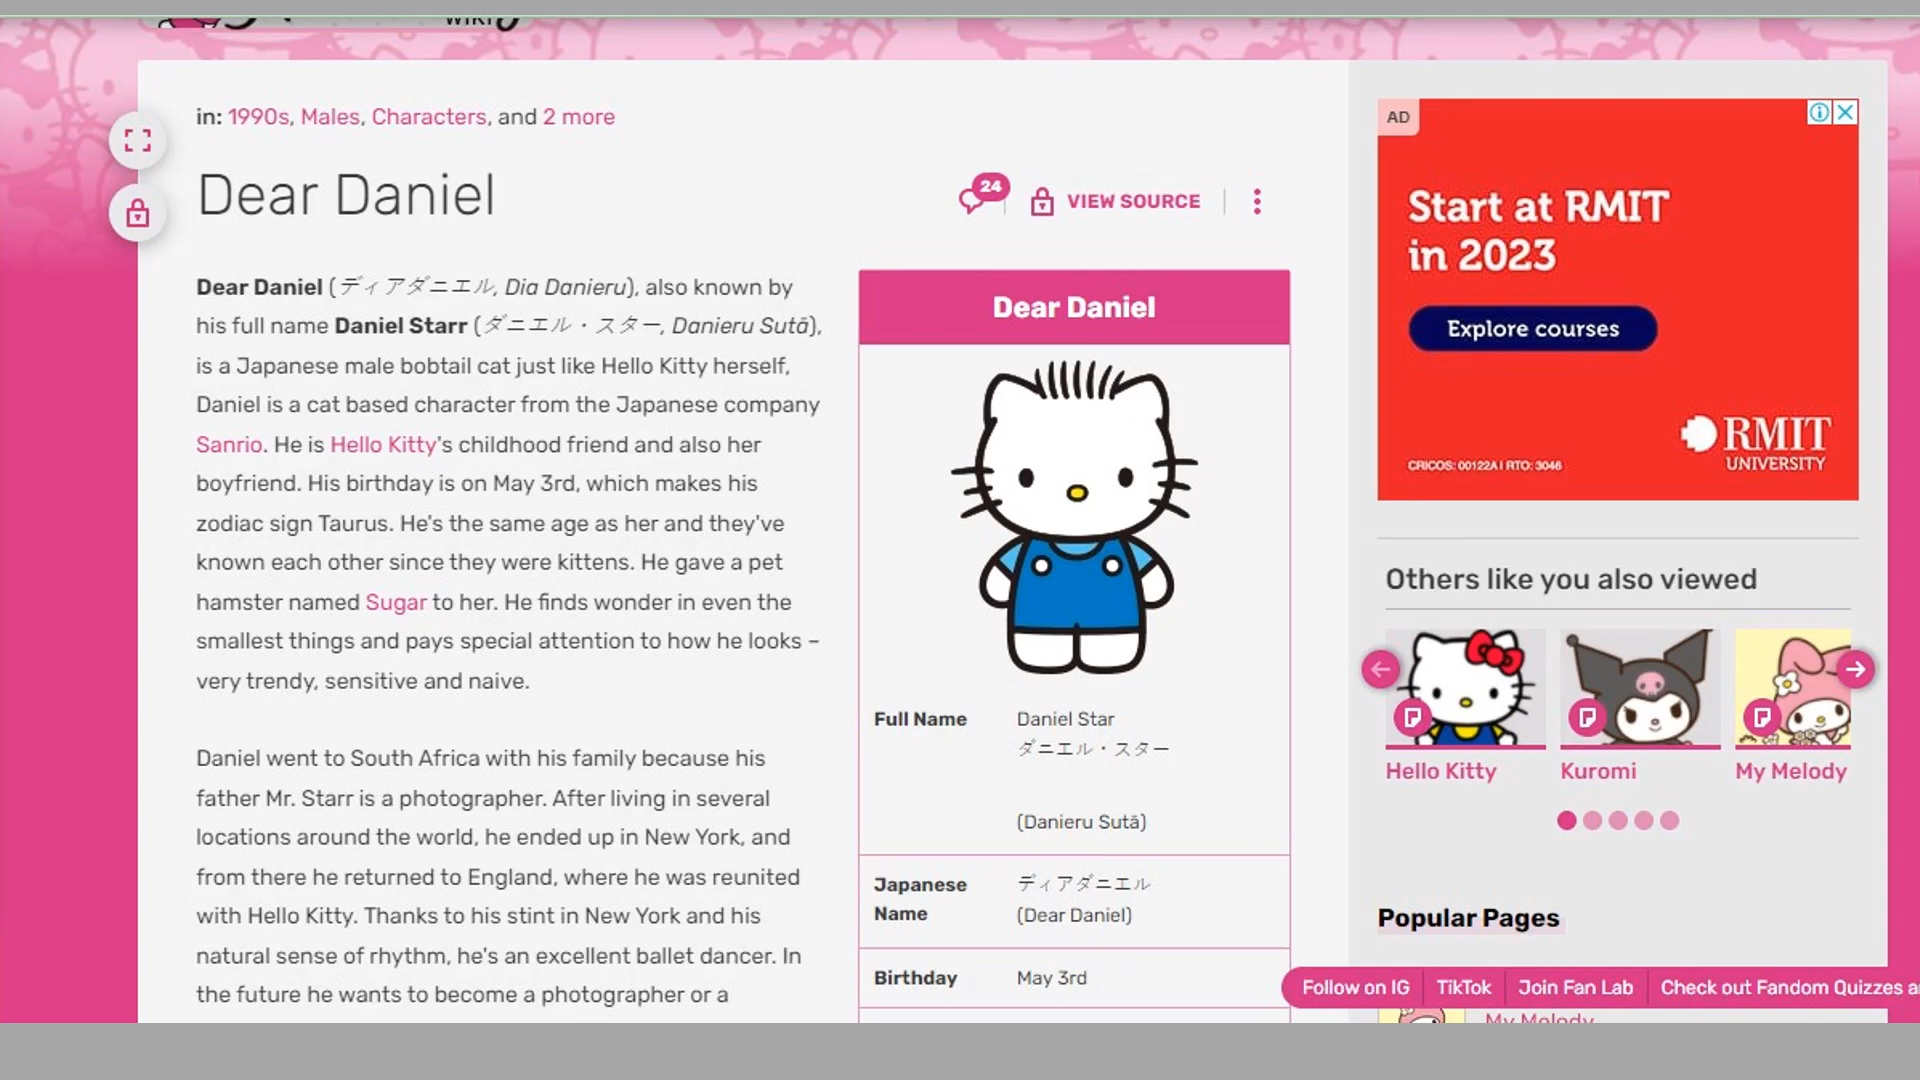 WIKI
in: 1990s, Males, Characters, and 2 more
Dear Daniel
24
VIEW SOURCE
Dear Daniel (ディアダニエル, Dia Danieru), also known by
his full name Daniel Starr (ダニエル・スター, Danieru Sutā),
is a Japanese male bobtail cat just like Hello Kitty herself,
Daniel is a cat based character from the Japanese company
Sanrio. He is Hello Kitty's childhood friend and also her
boyfriend. His birthday is on May 3rd, which makes his
zodiac sign Taurus. He's the same age as her and they've
known each other since they were kittens. He gave a pet
hamster named Sugar to her. He finds wonder in even the
smallest things and pays special attention to how he looks –
very trendy, sensitive and naive.
Daniel went to South Africa with his family because his
father Mr. Starr is a photographer. After living in several
locations around the world, he ended up in New York, and
from there he returned to England, where he was reunited
with Hello Kitty. Thanks to his stint in New York and his
natural sense of rhythm, he's an excellent ballet dancer. In
the future he wants to become a photographer or a
Dear Daniel
Full Name
Daniel Star
ダニエル・スター
(Danieru Sutā)
Japanese
Name
ディアダニエル
(Dear Daniel)
Birthday
May 3rd
AD
Start at RMIT
in 2023
Explore courses
RMIT
UNIVERSITY
CRICOS: 00122A | RTO: 3046
Others like you also viewed
Hello Kitty
Kuromi
My Melody
Popular Pages
Follow on IG
TikTok
Join Fan Lab
Check out Fandom Quizzes
My Melody